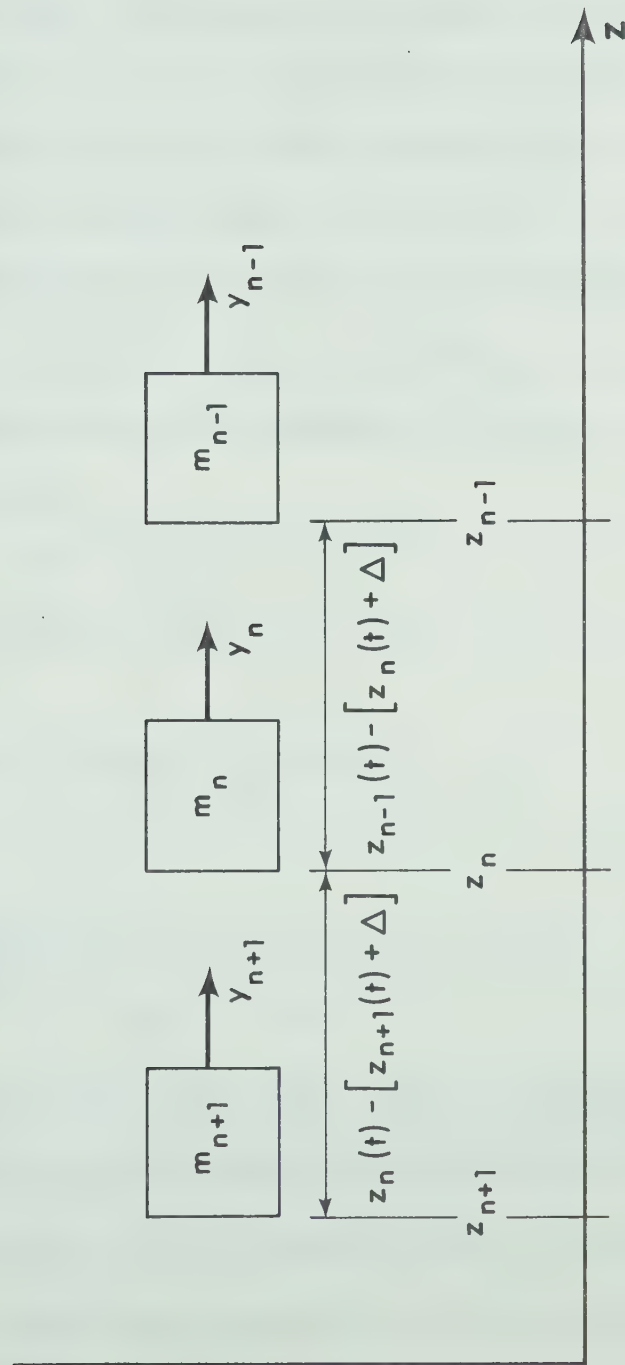 m_{n+1}
y_{n+1}
m_n
y_n
m_{n-1}
y_{n-1}
z_n(t) - [z_{n+1}(t) + Δ]
z_{n-1}(t) - [z_n(t) + Δ]
z_{n+1}
z_n
z_{n-1}
z